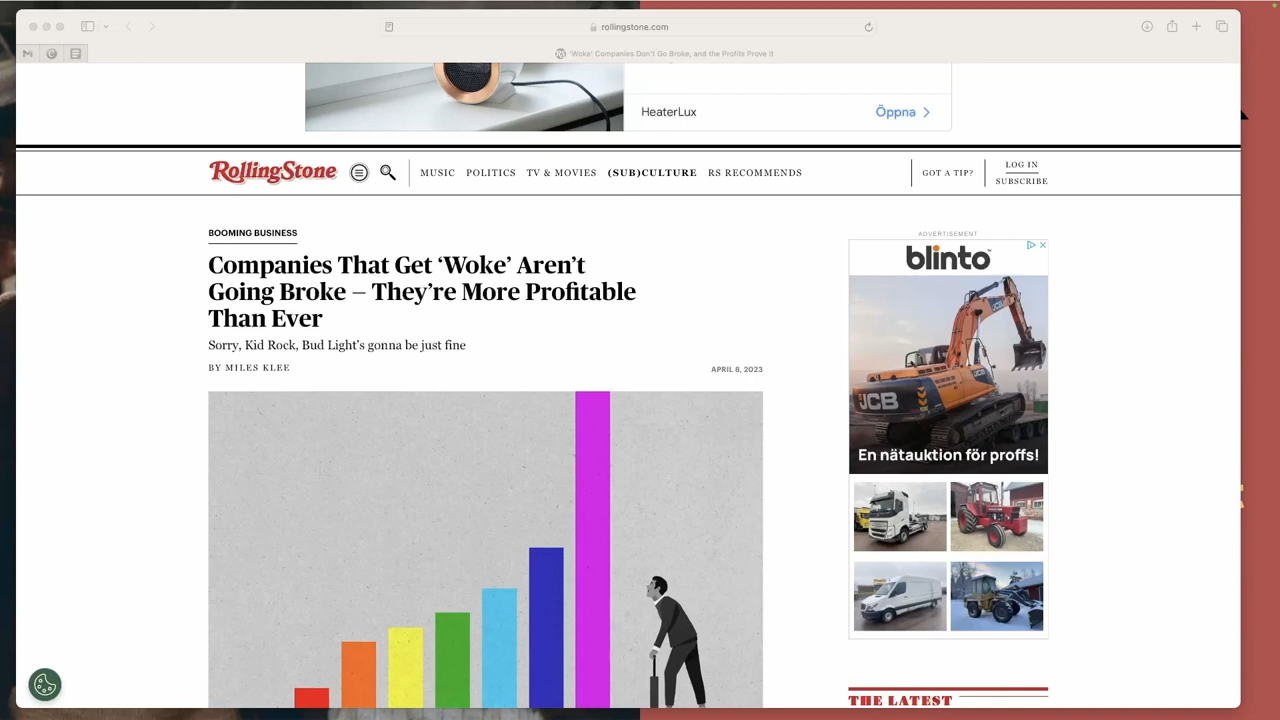 rollingstone.com
'Woke' Companies Don't Go Broke, and the Profits Prove It
HeaterLux
Öppna
RollingStone
MUSIC POLITICS TV & MOVIES (SUB)CULTURE RS RECOMMENDS
GOT A TIP?
LOG IN
SUBSCRIBE
BOOMING BUSINESS
Companies That Get ‘Woke’ Aren’t
Going Broke — They’re More Profitable
Than Ever
Sorry, Kid Rock, Bud Light's gonna be just fine
BY MILES KLEE
APRIL 8, 2023
ADVERTISEMENT
blinto
JCB
En nätauktion för proffs!
THE LATEST